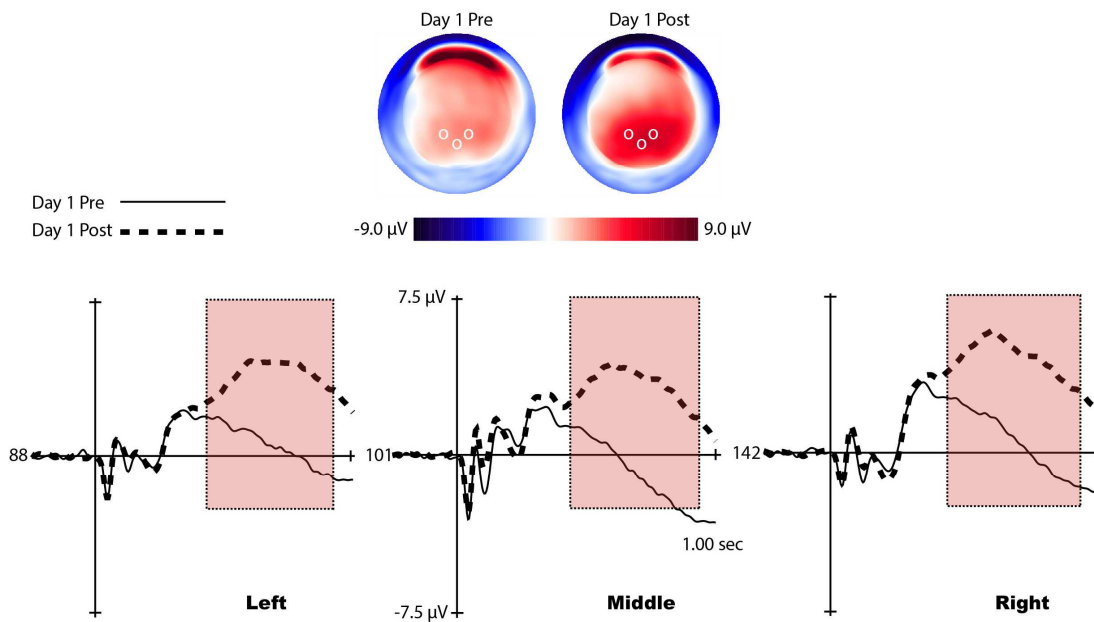 Day 1 Pre
Day 1 Post
o o
o
o o
o
Day 1 Pre
Day 1 Post
-9.0 µV
9.0 µV
7.5 µV
88
101
142
1.00 sec
Left
Middle
Right
-7.5 µV